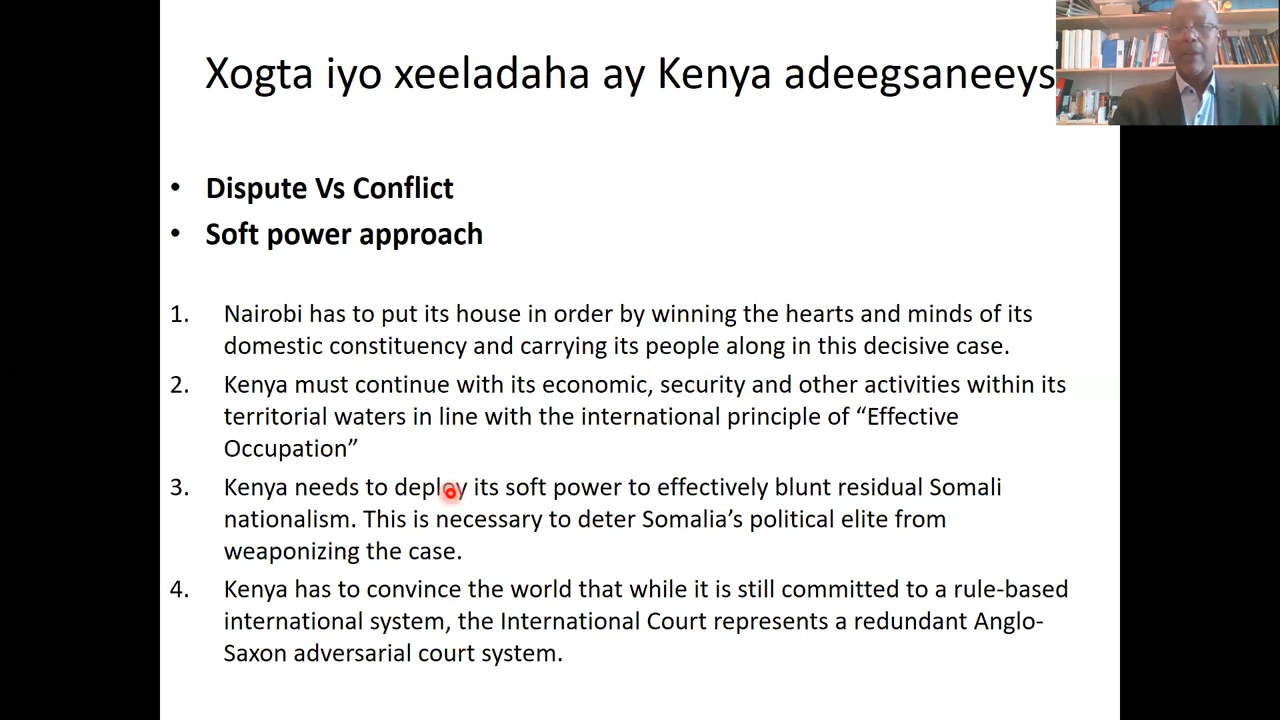 Xogta iyo xeeladaha ay Kenya adeegsaneeys
• Dispute Vs Conflict
• Soft power approach
1. Nairobi has to put its house in order by winning the hearts and minds of its
domestic constituency and carrying its people along in this decisive case.
2. Kenya must continue with its economic, security and other activities within its
territorial waters in line with the international principle of “Effective
Occupation”
3. Kenya needs to deploy its soft power to effectively blunt residual Somali
nationalism. This is necessary to deter Somalia’s political elite from
weaponizing the case.
4. Kenya has to convince the world that while it is still committed to a rule-based
international system, the International Court represents a redundant Anglo-
Saxon adversarial court system.